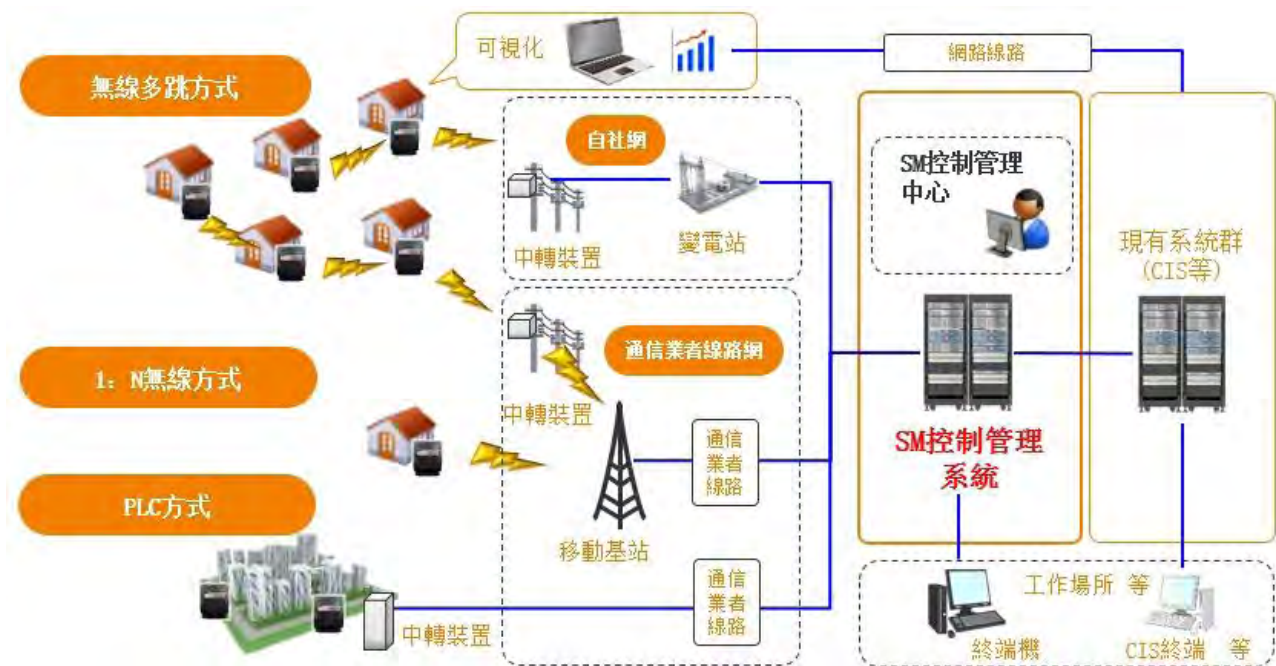 可視化
網路線路
無線多跳方式
自社網
SM控制管理
中心
中轉裝置
變電站
現有系統群
(CIS等)
通信業者線路網
1：N無線方式
中轉裝置
通信
業者
線路
SM控制管理
系統
PLC方式
移動基站
通信
業者
線路
中轉裝置
工作場所 等
終端機
CIS終端 等